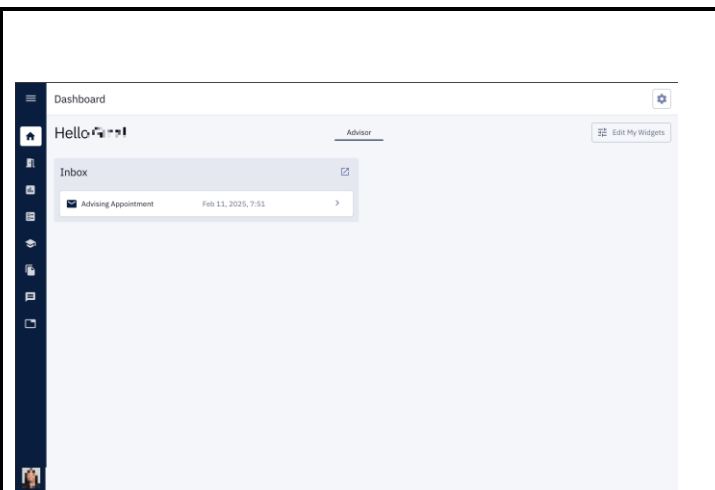 Dashboard
Hello
Advisor
Edit My Widgets
Inbox
Advising Appointment Feb 11, 2025, 7:51